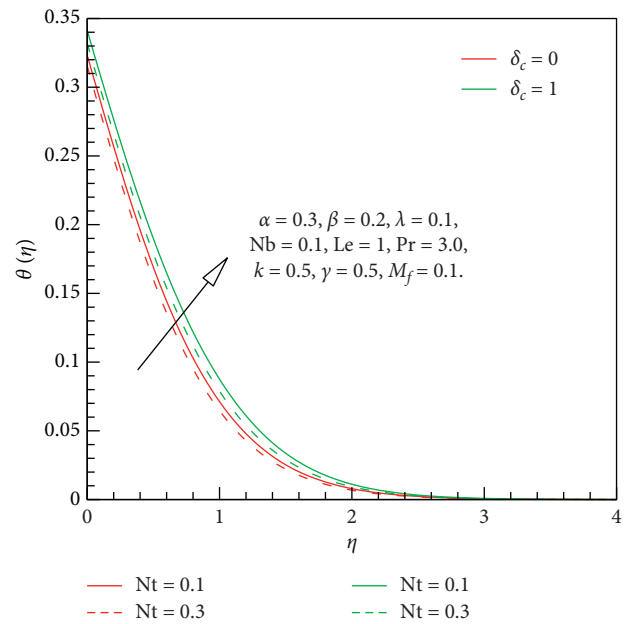 0.35
0.3
0.25
0.2
0.15
0.1
0.05
0
θ (η)
δc = 0
δc = 1
α = 0.3, β = 0.2, λ = 0.1,
Nb = 0.1, Le = 1, Pr = 3.0,
k = 0.5, γ = 0.5, Mf = 0.1.
0 1 2 3 4
η
Nt = 0.1 Nt = 0.1
Nt = 0.3 Nt = 0.3